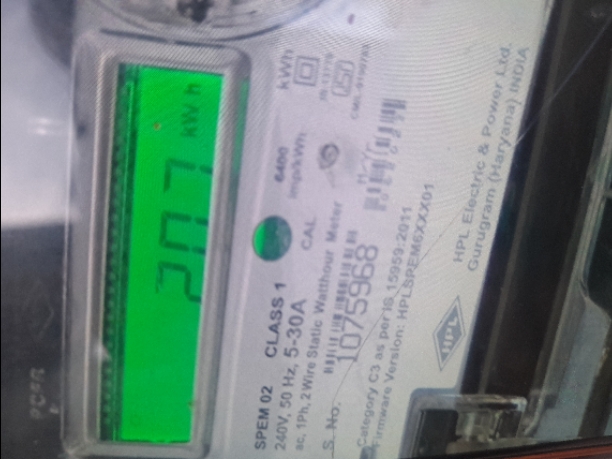 207 kWh
kWh
6400
imp/kWh
CAL
SPEM 02 CLASS 1
240V, 50 Hz, 5-30A
ac, 1Ph, 2 Wire Static Watthour Meter
S. No.
1075968
Category C3 as per IS 15959:2011
Firmware Version: HPLSPEM6XXX01
HPL
HPL Electric & Power Ltd.
Gurugram (Haryana) INDIA